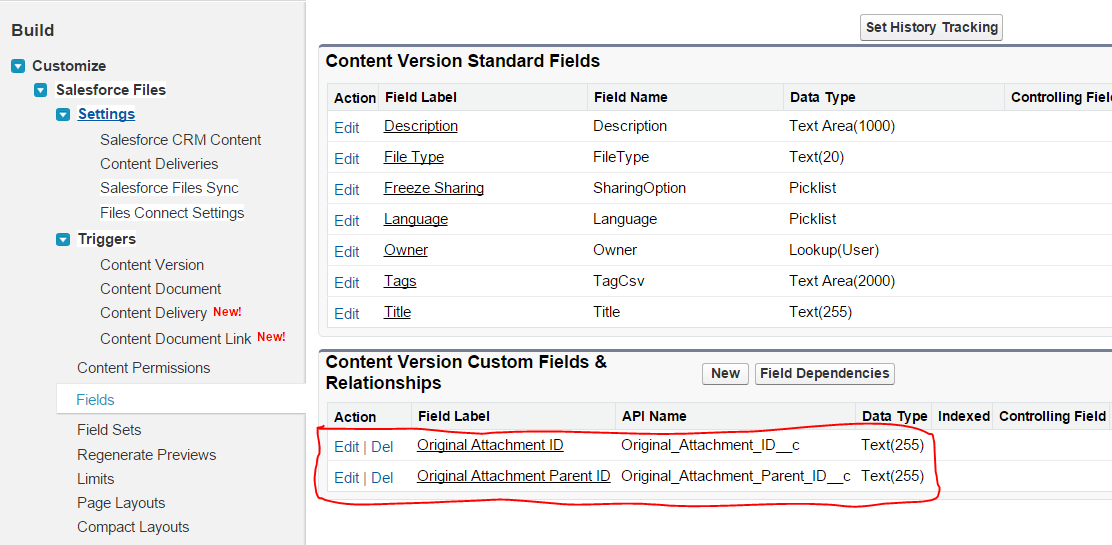 Build
Customize
Salesforce Files
Settings
Salesforce CRM Content
Content Deliveries
Salesforce Files Sync
Files Connect Settings
Triggers
Content Version
Content Document
Content Delivery New!
Content Document Link New!
Content Permissions
Fields
Field Sets
Regenerate Previews
Limits
Page Layouts
Compact Layouts
Set History Tracking
Content Version Standard Fields
Action Field Label Field Name Data Type Controlling Fiel
Edit Description Description Text Area(1000)
Edit File Type FileType Text(20)
Edit Freeze Sharing SharingOption Picklist
Edit Language Language Picklist
Edit Owner Owner Lookup(User)
Edit Tags TagCsv Text Area(2000)
Edit Title Title Text(255)
Content Version Custom Fields &
Relationships
New Field Dependencies
Action Field Label API Name Data Type Indexed Controlling Field
Edit | Del Original Attachment ID Original_Attachment_ID__c Text(255)
Edit | Del Original Attachment Parent ID Original_Attachment_Parent_ID__c Text(255)